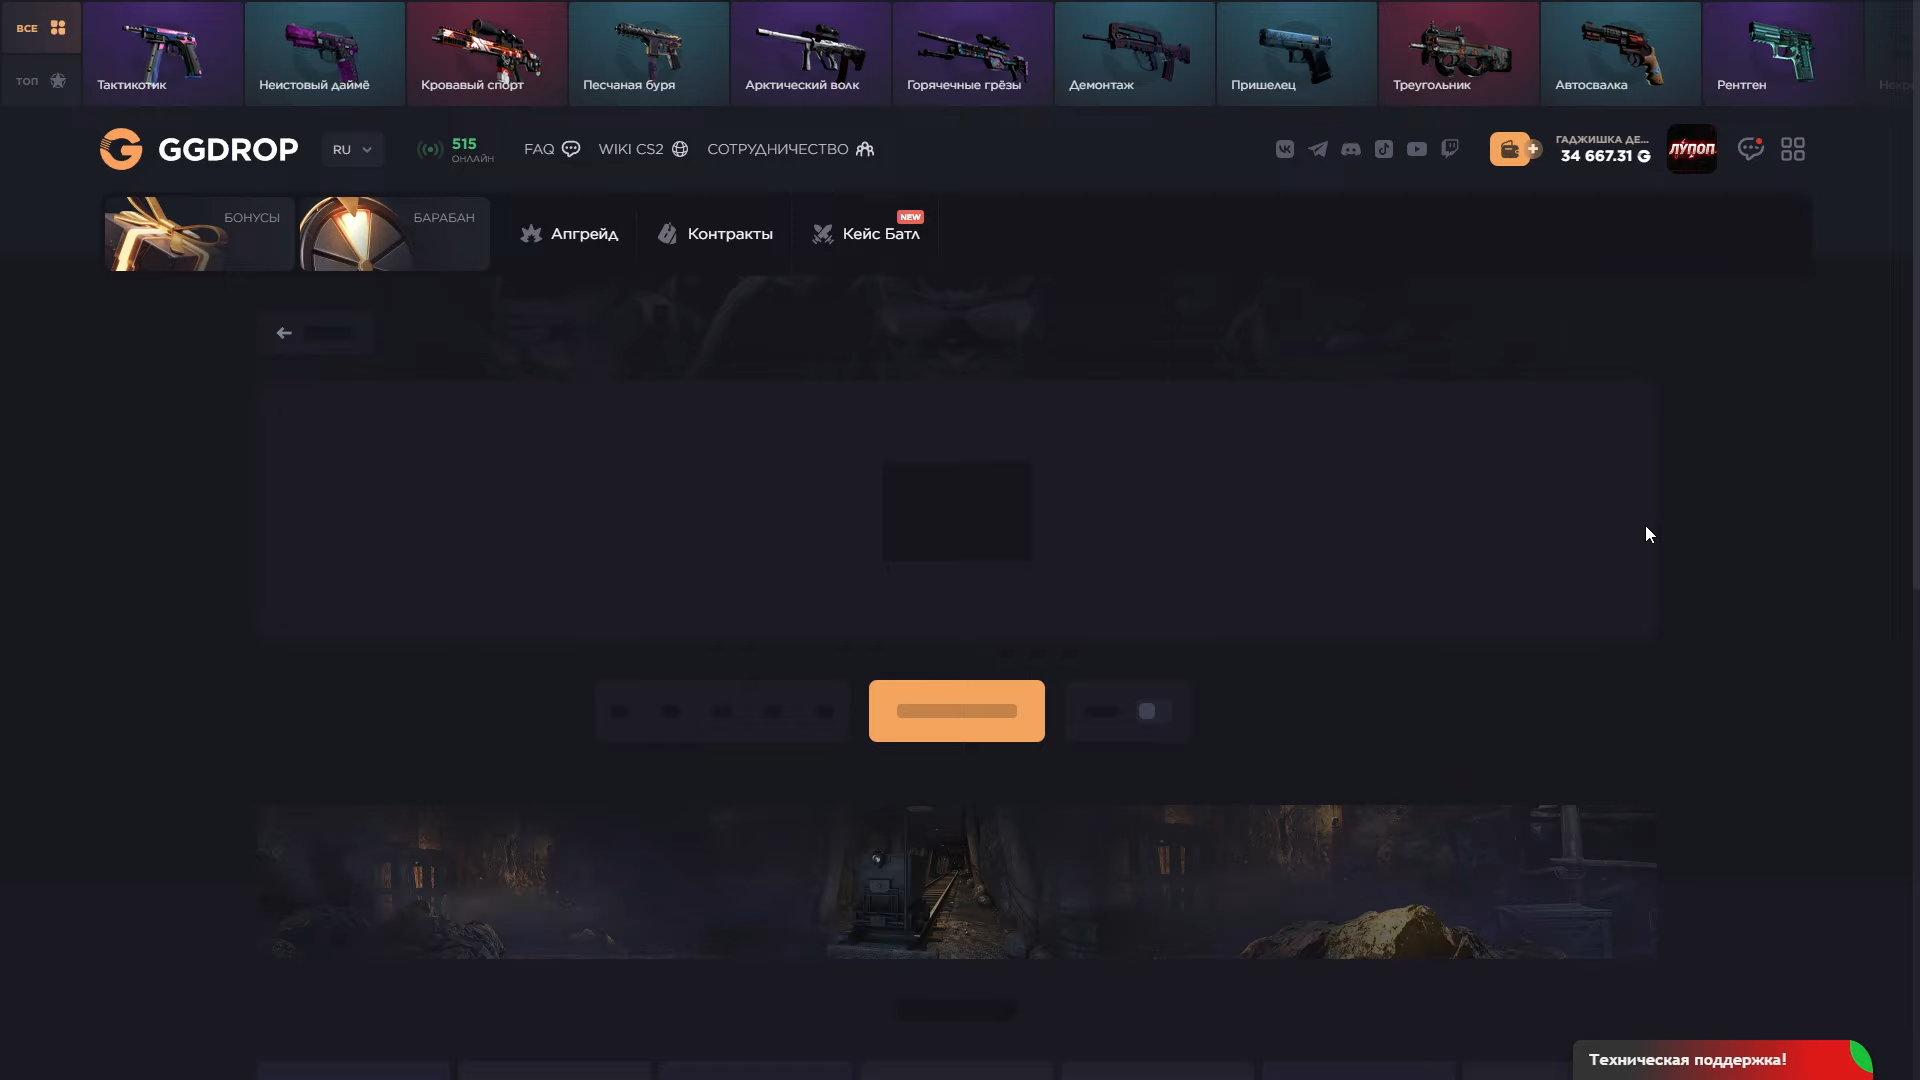 ВСЕ
ТОП
Тактикотик
Неистовый даймё
Кровавый спорт
Песчаная буря
Арктический волк
Горячечные грёзы
Демонтаж
Пришелец
Треугольник
Автосвалка
Рентген
GGDROP
RU
515
ОНЛАЙН
FAQ
WIKI CS2
СОТРУДНИЧЕСТВО
ГАДЖИШКА ДЕ...
34 667.31 G
ЛУПОП
БОНУСЫ
БАРАБАН
Апгрейд
Контракты
Кейс Батл
NEW
Техническая поддержка!